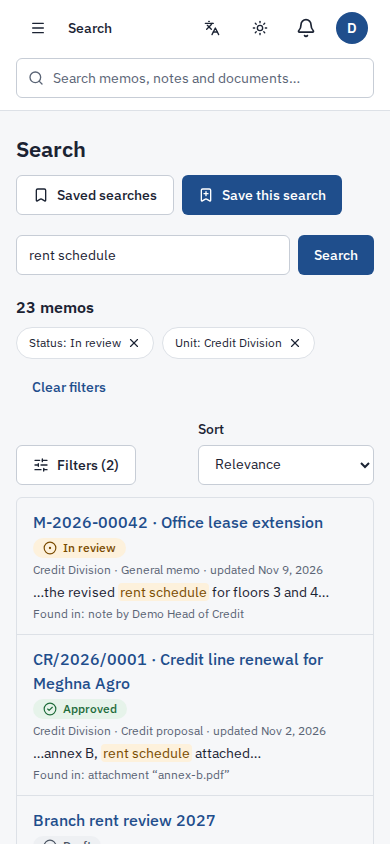 Search
D
Search memos, notes and documents...
Search
Saved searches
Save this search
rent schedule
Search
23 memos
Status: In review
Unit: Credit Division
Clear filters
Sort
Filters (2)
Relevance
M-2026-00042 · Office lease extension
In review
Credit Division · General memo · updated Nov 9, 2026
...the revised rent schedule for floors 3 and 4...
Found in: note by Demo Head of Credit
CR/2026/0001 · Credit line renewal for
Meghna Agro
Approved
Credit Division · Credit proposal · updated Nov 2, 2026
...annex B, rent schedule attached...
Found in: attachment “annex-b.pdf”
Branch rent review 2027
Draft